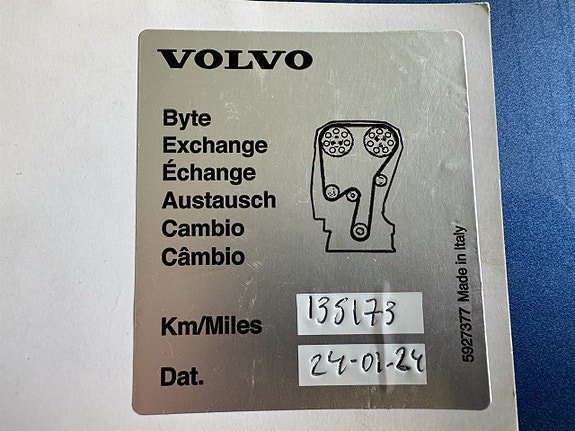 VOLVO
Byte
Exchange
Échange
Austausch
Cambio
Câmbio
Km/Miles 135173
Dat. 24-01-24
5927377 Made in Italy